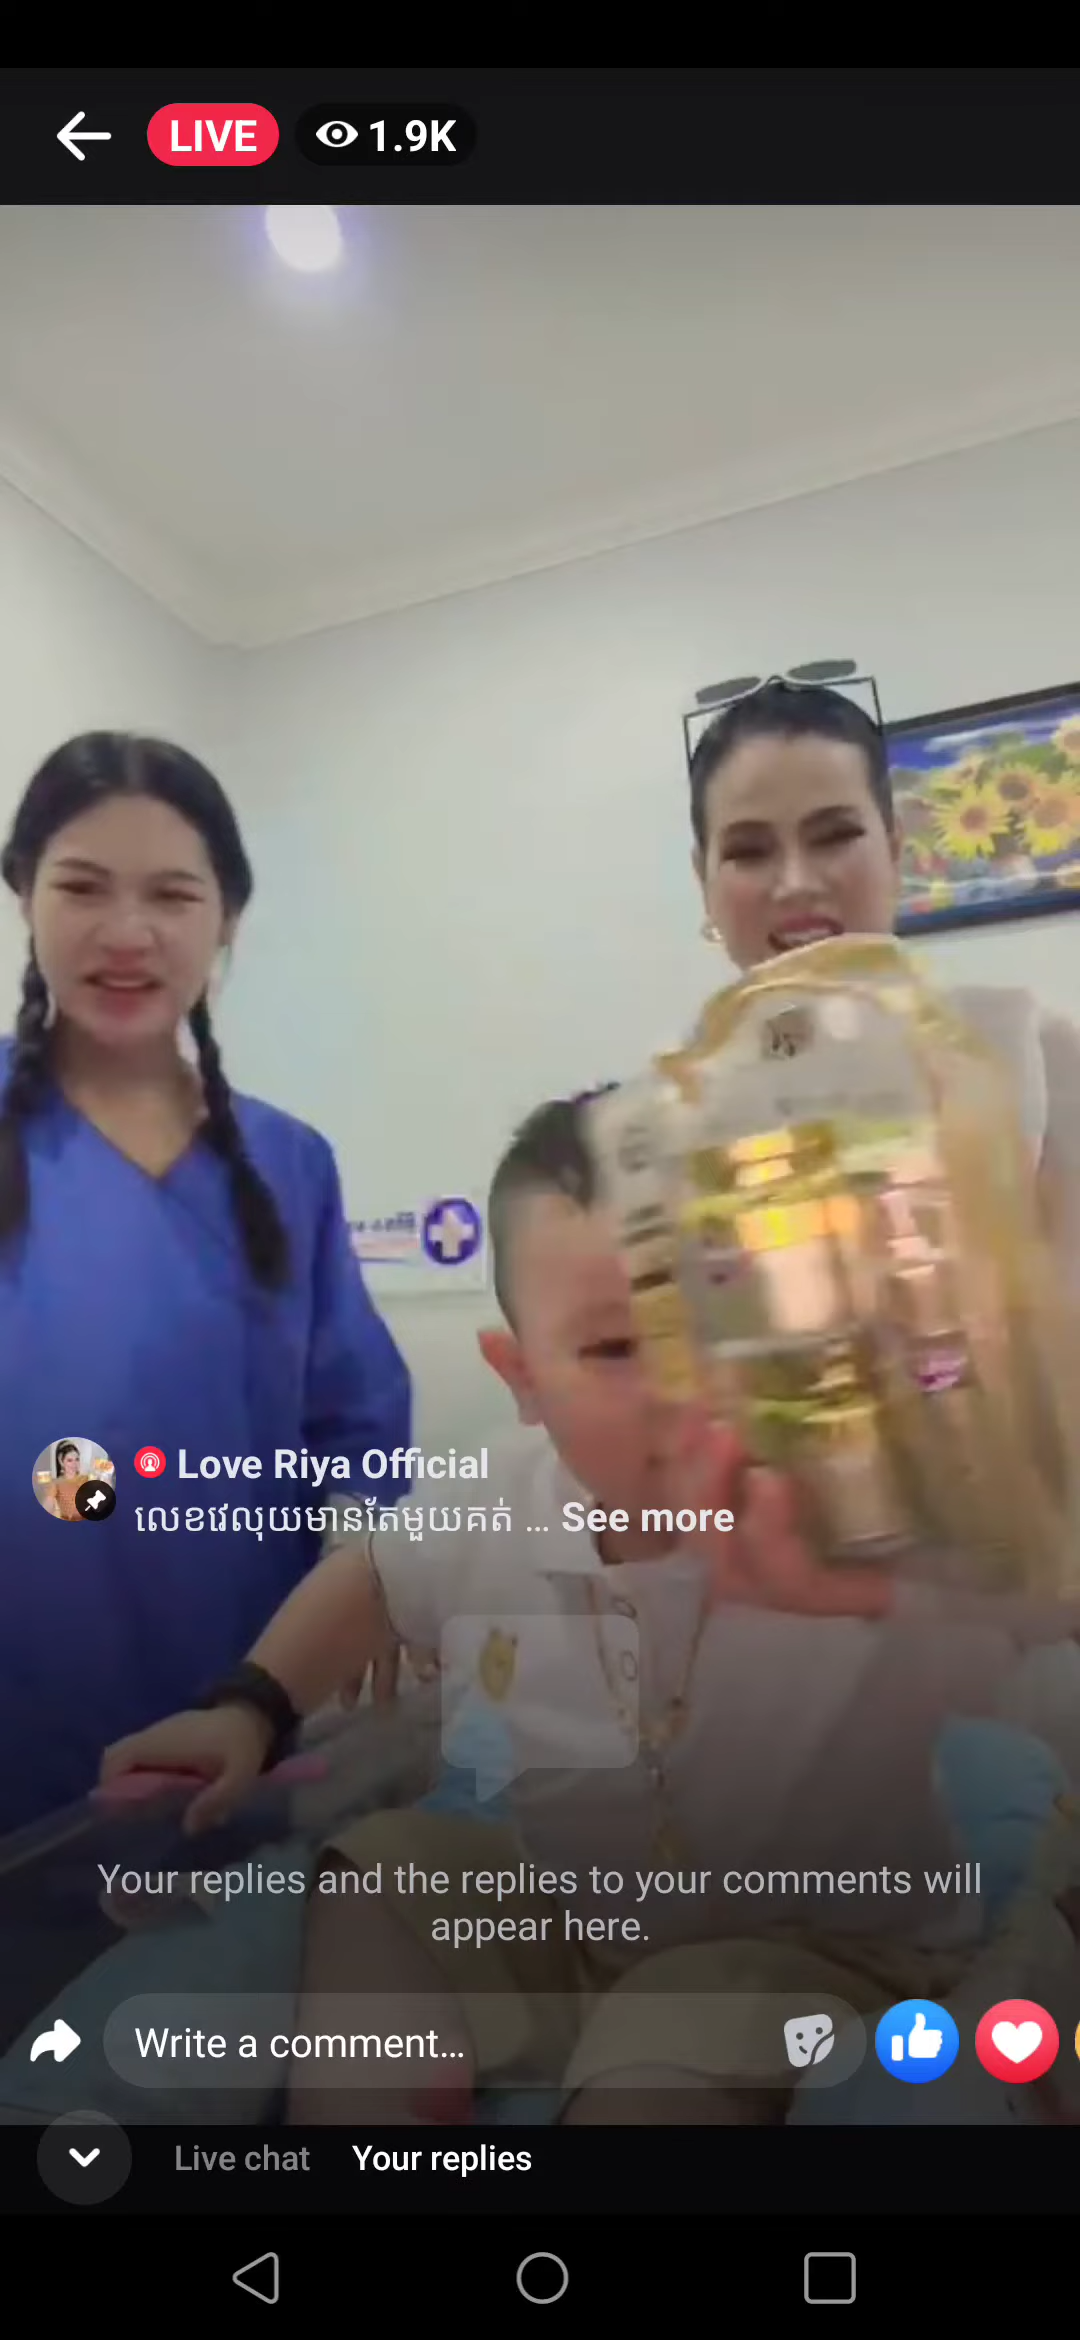 LIVE
1.9K
Love Riya Official
លេខវេលុយមានតែមួយគត់ ... See more
Your replies and the replies to your comments will
appear here.
Write a comment...
Live chat
Your replies